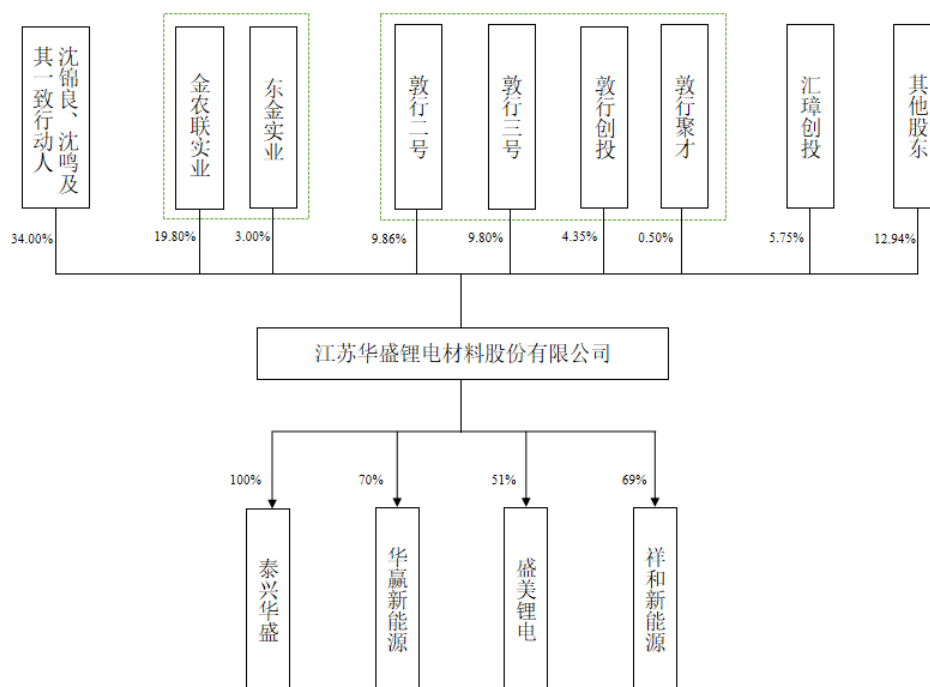 沈锦良、沈鸣及
其一致行动人
金农联实业
东金实业
敦行二号
敦行三号
敦行创投
敦行聚才
汇璋创投
其他股东
34.00%
19.80%
3.00%
9.86%
9.80%
4.35%
0.50%
5.75%
12.94%
江苏华盛锂电材料股份有限公司
100%
70%
51%
69%
泰兴华盛
华赢新能源
盛美锂电
祥和新能源